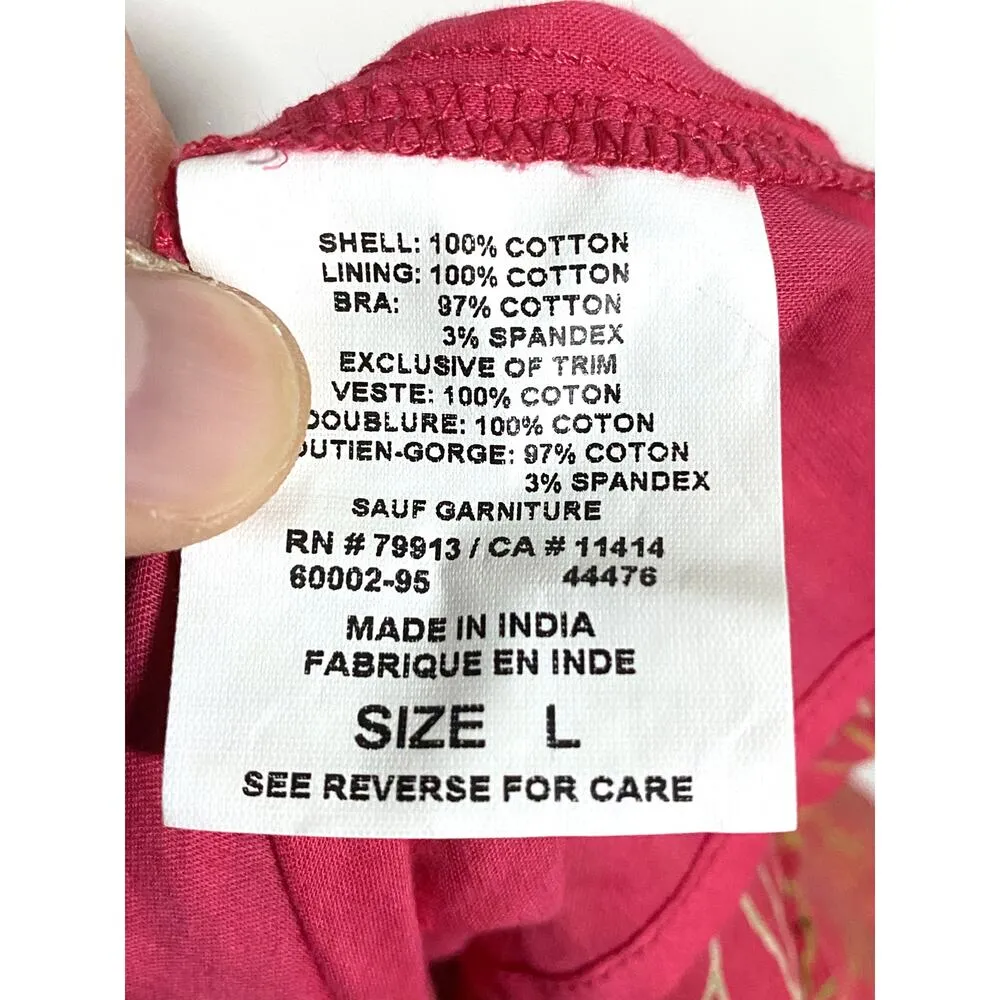 SHELL: 100% COTTON
LINING: 100% COTTON
BRA: 97% COTTON
3% SPANDEX
EXCLUSIVE OF TRIM
VESTE: 100% COTON
DOUBLURE: 100% COTON
OUTIEN-GORGE: 97% COTON
3% SPANDEX
SAUF GARNITURE
RN # 79913 / CA # 11414
60002-95 44476
MADE IN INDIA
FABRIQUE EN INDE
SIZE L
SEE REVERSE FOR CARE